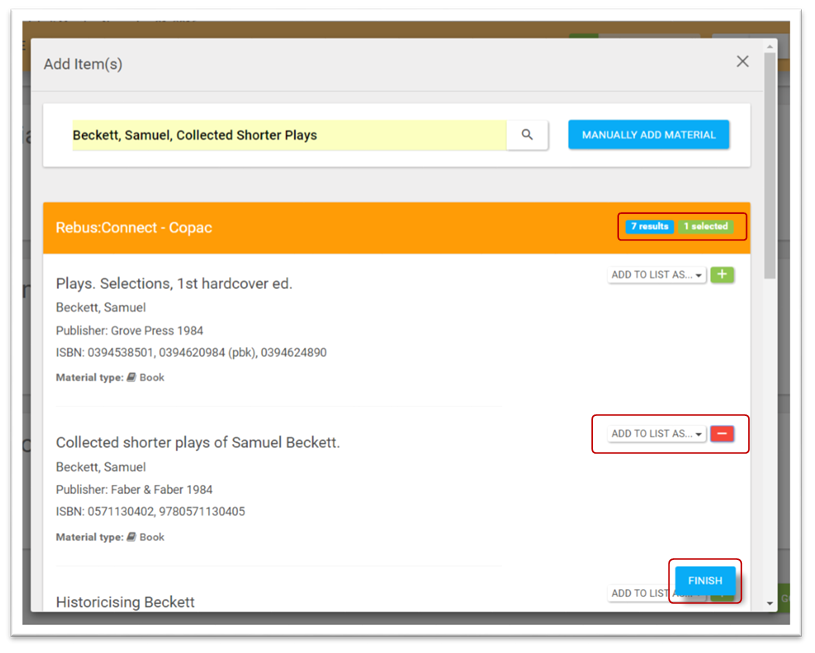 Add Item(s)
Beckett, Samuel, Collected Shorter Plays
MANUALLY ADD MATERIAL
Rebus:Connect - Copac
7 results 1 selected
Plays. Selections, 1st hardcover ed.
ADD TO LIST AS...
Beckett, Samuel
Publisher: Grove Press 1984
ISBN: 0394538501, 0394620984 (pbk), 0394624890
Material type: Book
Collected shorter plays of Samuel Beckett.
ADD TO LIST AS...
Beckett, Samuel
Publisher: Faber & Faber 1984
ISBN: 0571130402, 9780571130405
Material type: Book
FINISH
Historicising Beckett
ADD TO LIST